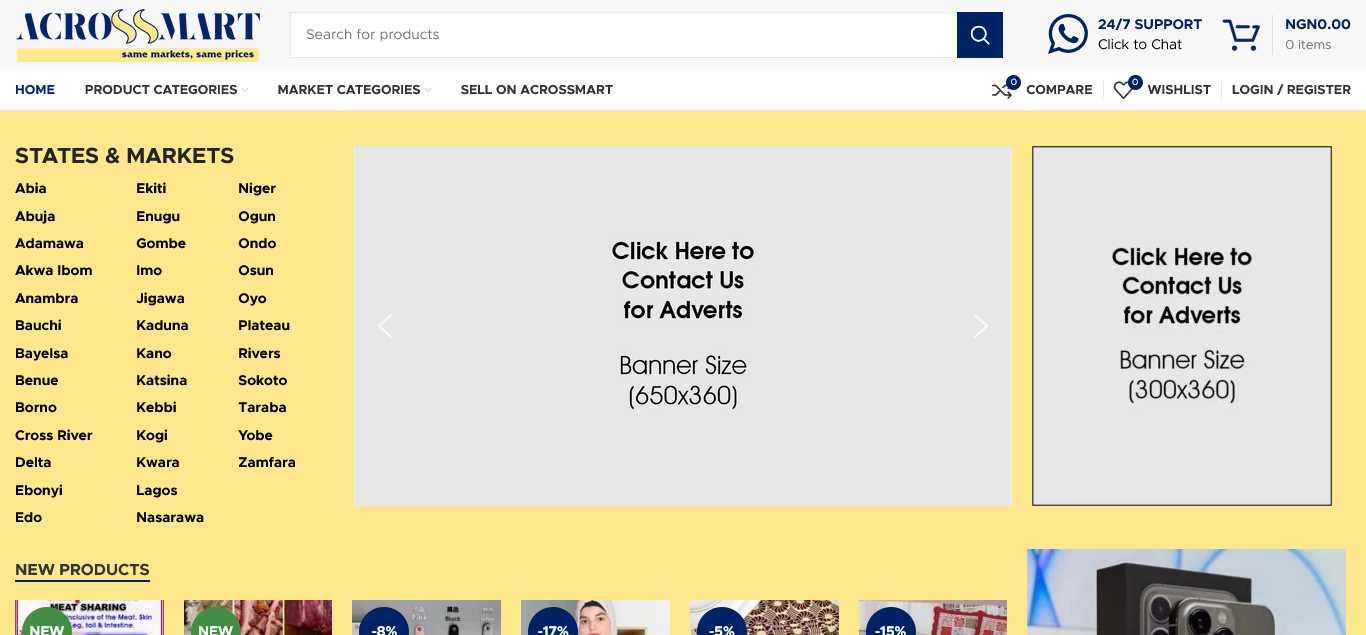 ACROSSMART
same markets, same prices
Search for products
24/7 SUPPORT
Click to Chat
NGN0.00
0 items
HOME
PRODUCT CATEGORIES
MARKET CATEGORIES
SELL ON ACROSSMART
0
COMPARE
0
WISHLIST
LOGIN / REGISTER
STATES & MARKETS
Abia
Abuja
Adamawa
Akwa Ibom
Anambra
Bauchi
Bayelsa
Benue
Borno
Cross River
Delta
Ebonyi
Edo
Ekiti
Enugu
Gombe
Imo
Jigawa
Kaduna
Kano
Katsina
Kebbi
Kogi
Kwara
Lagos
Nasarawa
Niger
Ogun
Ondo
Osun
Oyo
Plateau
Rivers
Sokoto
Taraba
Yobe
Zamfara
Click Here to
Contact Us
for Adverts
Banner Size
(650x360)
Click Here to
Contact Us
for Adverts
Banner Size
(300x360)
NEW PRODUCTS
MEAT SHARING
of the Meat, Skin
leg, tail & Intestine.
NEW
NEW
Pink
Black
-8%
-17%
-5%
-15%